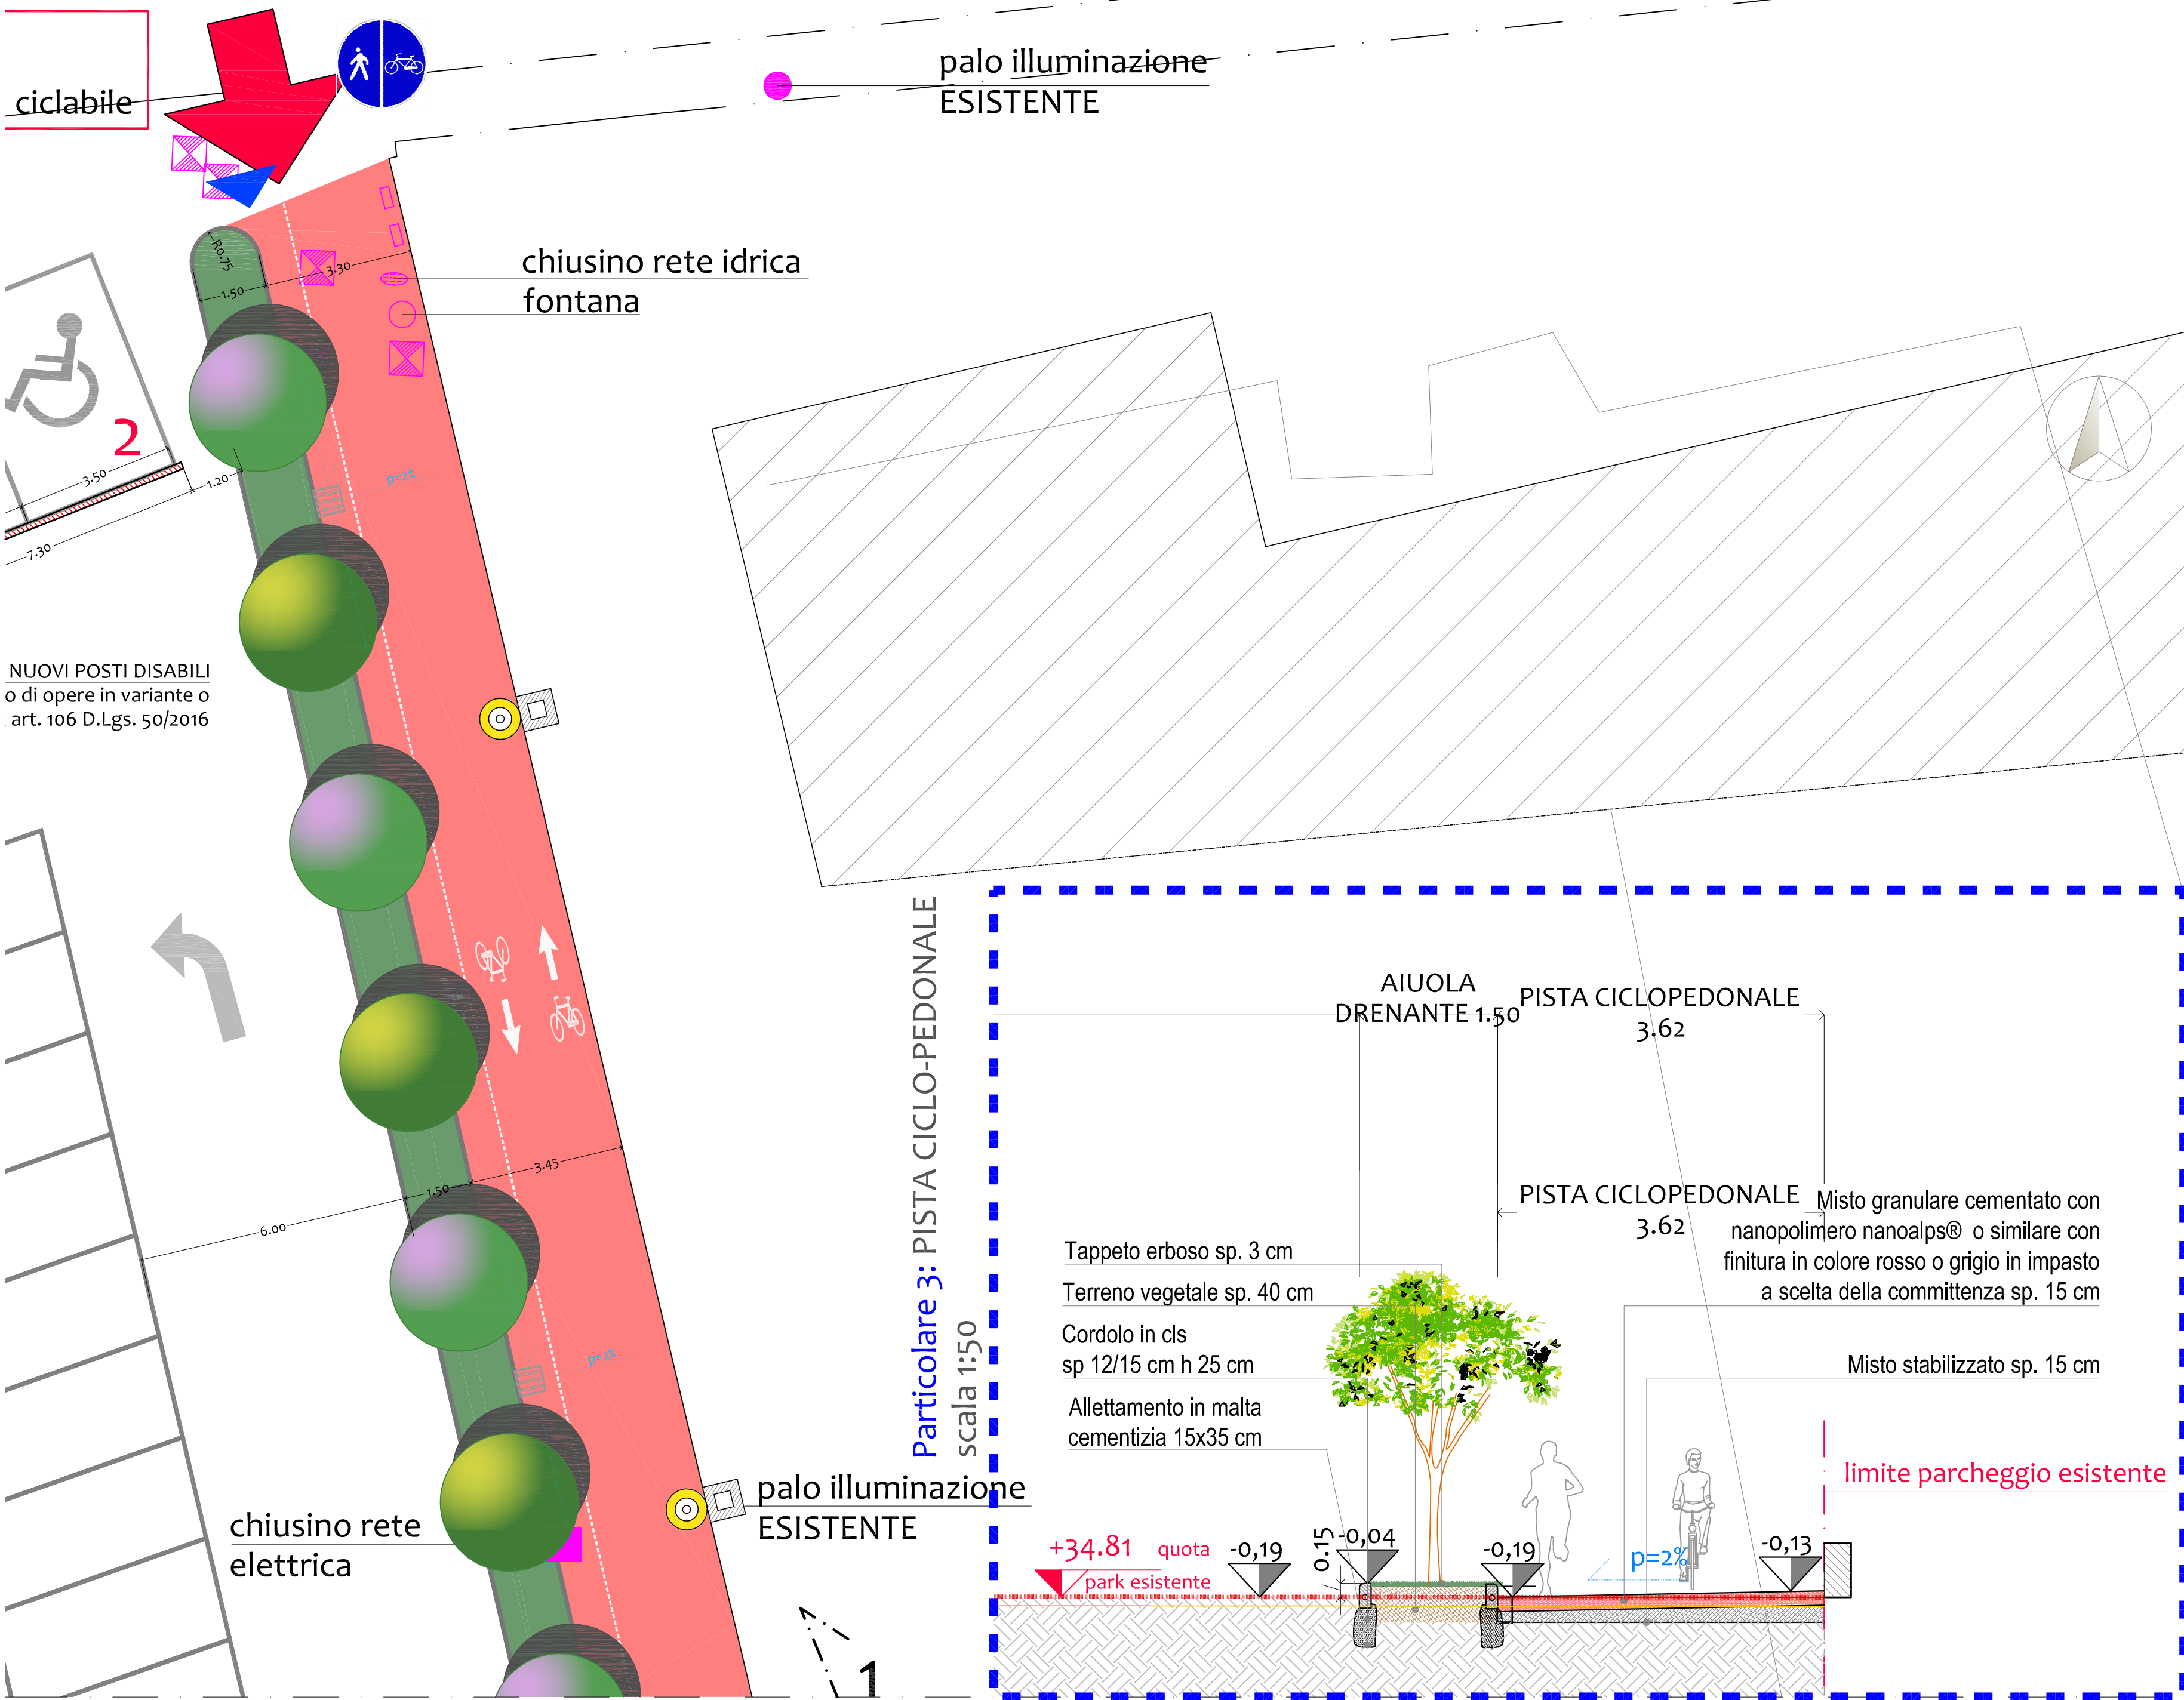 ciclabile
palo illuminazione
ESISTENTE
R0.75
3.30
1.50
chiusino rete idrica
fontana
2
3.50
1.20
7.30
p=2%
NUOVI POSTI DISABILI
o di opere in variante o
art. 106 D.Lgs. 50/2016
3.45
1.50
6.00
p=2%
chiusino rete
elettrica
palo illuminazione
ESISTENTE
1
Particolare 3: PISTA CICLO-PEDONALE
scala 1:50
AIUOLA
DRENANTE 1.50
PISTA CICLOPEDONALE
3.62
PISTA CICLOPEDONALE
3.62
Tappeto erboso sp. 3 cm
Terreno vegetale sp. 40 cm
Cordolo in cls
sp 12/15 cm h 25 cm
Allettamento in malta
cementizia 15x35 cm
Misto granulare cementato con
nanopolimero nanoalps® o similare con
finitura in colore rosso o grigio in impasto
a scelta della committenza sp. 15 cm
Misto stabilizzato sp. 15 cm
limite parcheggio esistente
+34.81 quota
park esistente
-0,19
0.15
-0,04
-0,19
p=2%
-0,13